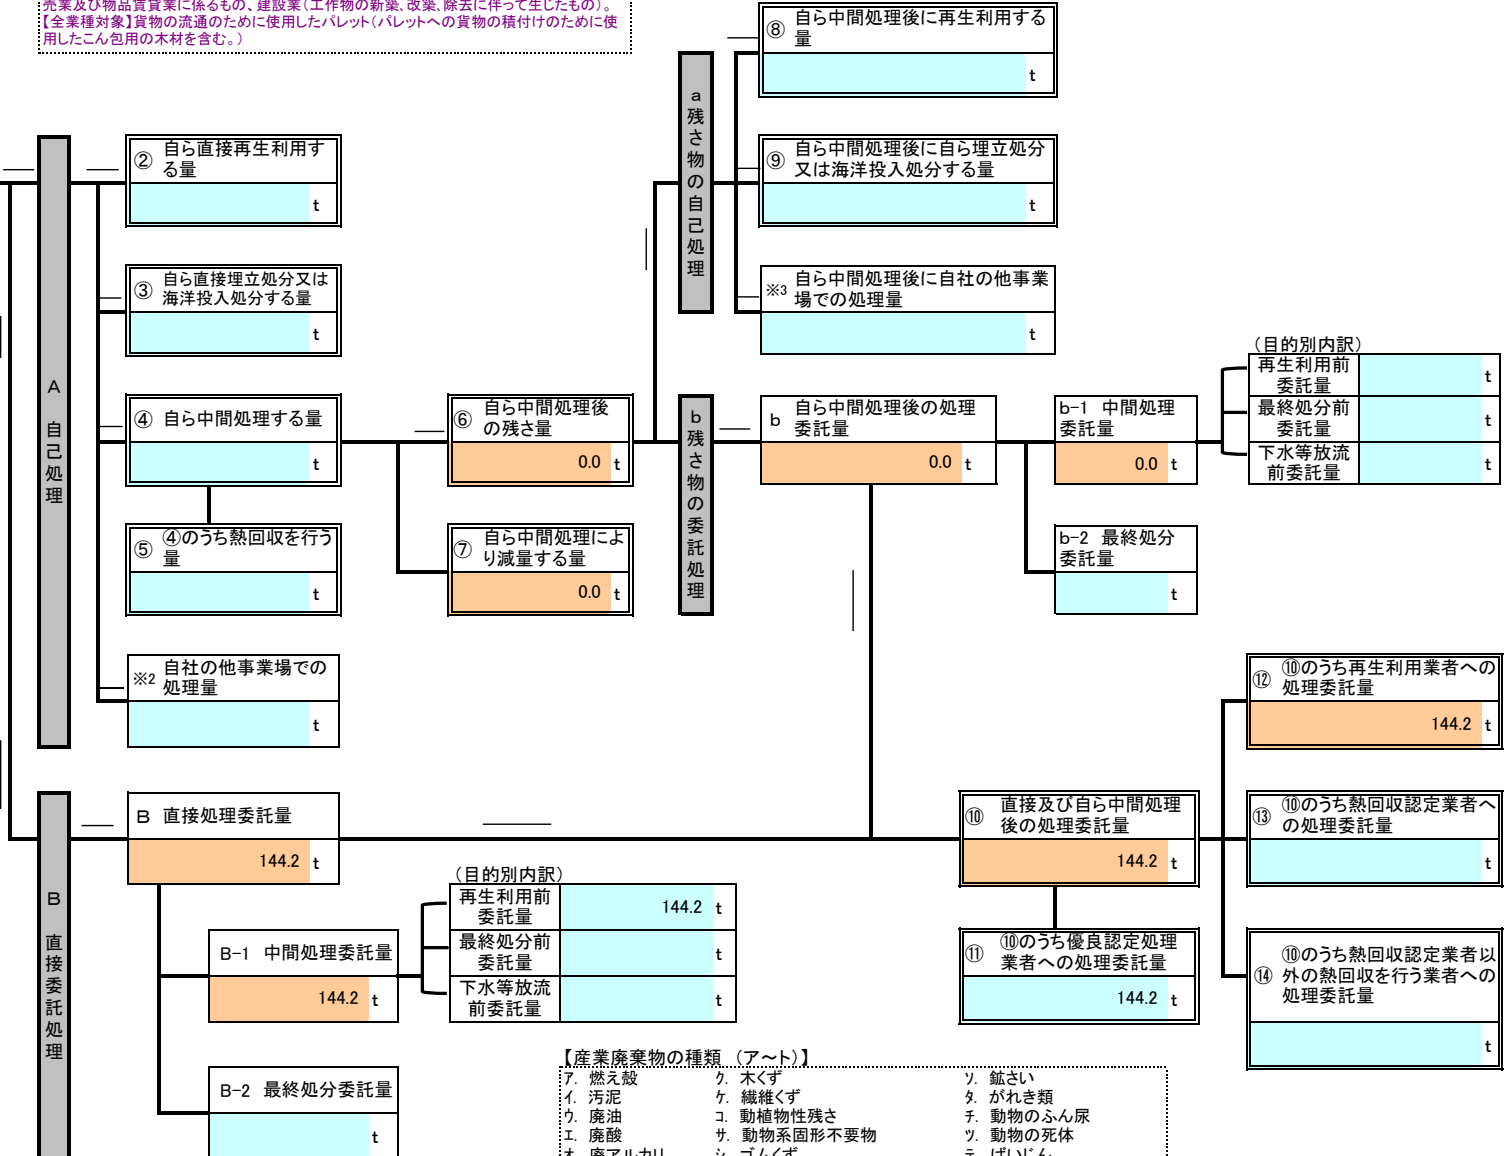 売業及び物品賃貸業に係るもの、建設業（工作物の新築、改築、除去に伴って生じたもの）。
【全業種対象】貨物の流通のために使用したパレット（パレットへの貨物の積付けのために使
用したこん包用の木材を含む。）
⑧ 自ら中間処理後に再生利用する
量
t
a 残さ物の自己処理
② 自ら直接再生利用す
る量
t
⑨ 自ら中間処理後に自ら埋立処分
又は海洋投入処分する量
t
③ 自ら直接埋立処分又は
海洋投入処分する量
t
※3 自ら中間処理後に自社の他事業
場での処理量
t
A 自己処理
④ 自ら中間処理する量
t
⑥ 自ら中間処理後
の残さ量
0.0 t
b 残さ物の委託処理
b 自ら中間処理後の処理
委託量
0.0 t
b-1 中間処理
委託量
0.0 t
（目的別内訳）
再生利用前
委託量
t
最終処分前
委託量
t
下水等放流
前委託量
t
⑤ ④のうち熱回収を行う
量
t
⑦ 自ら中間処理によ
り減量する量
0.0 t
b-2 最終処分
委託量
t
※2 自社の他事業場での
処理量
t
⑫ ⑩のうち再生利用業者への
処理委託量
144.2 t
B 直接委託処理
B 直接処理委託量
144.2 t
⑩ 直接及び自ら中間処理
後の処理委託量
144.2 t
⑬ ⑩のうち熱回収認定業者へ
の処理委託量
t
（目的別内訳）
再生利用前
委託量
144.2 t
最終処分前
委託量
t
下水等放流
前委託量
t
B-1 中間処理委託量
144.2 t
⑪ ⑩のうち優良認定処理
業者への処理委託量
144.2 t
⑭ ⑩のうち熱回収認定業者以
外の熱回収を行う業者への
処理委託量
t
B-2 最終処分委託量
t
【産業廃棄物の種類 （ア～ト）】
ｱ. 燃え殻 ｸ. 木くず ｿ. 鉱さい
ｲ. 汚泥 ｹ. 繊維くず ﾀ. がれき類
ｳ. 廃油 ｺ. 動植物性残さ ﾁ. 動物のふん尿
ｴ. 廃酸 ｻ. 動物系固形不要物 ﾂ. 動物の死体
ｵ. 廃アルカリ ｼ. ゴムくず ﾃ. ばいじん